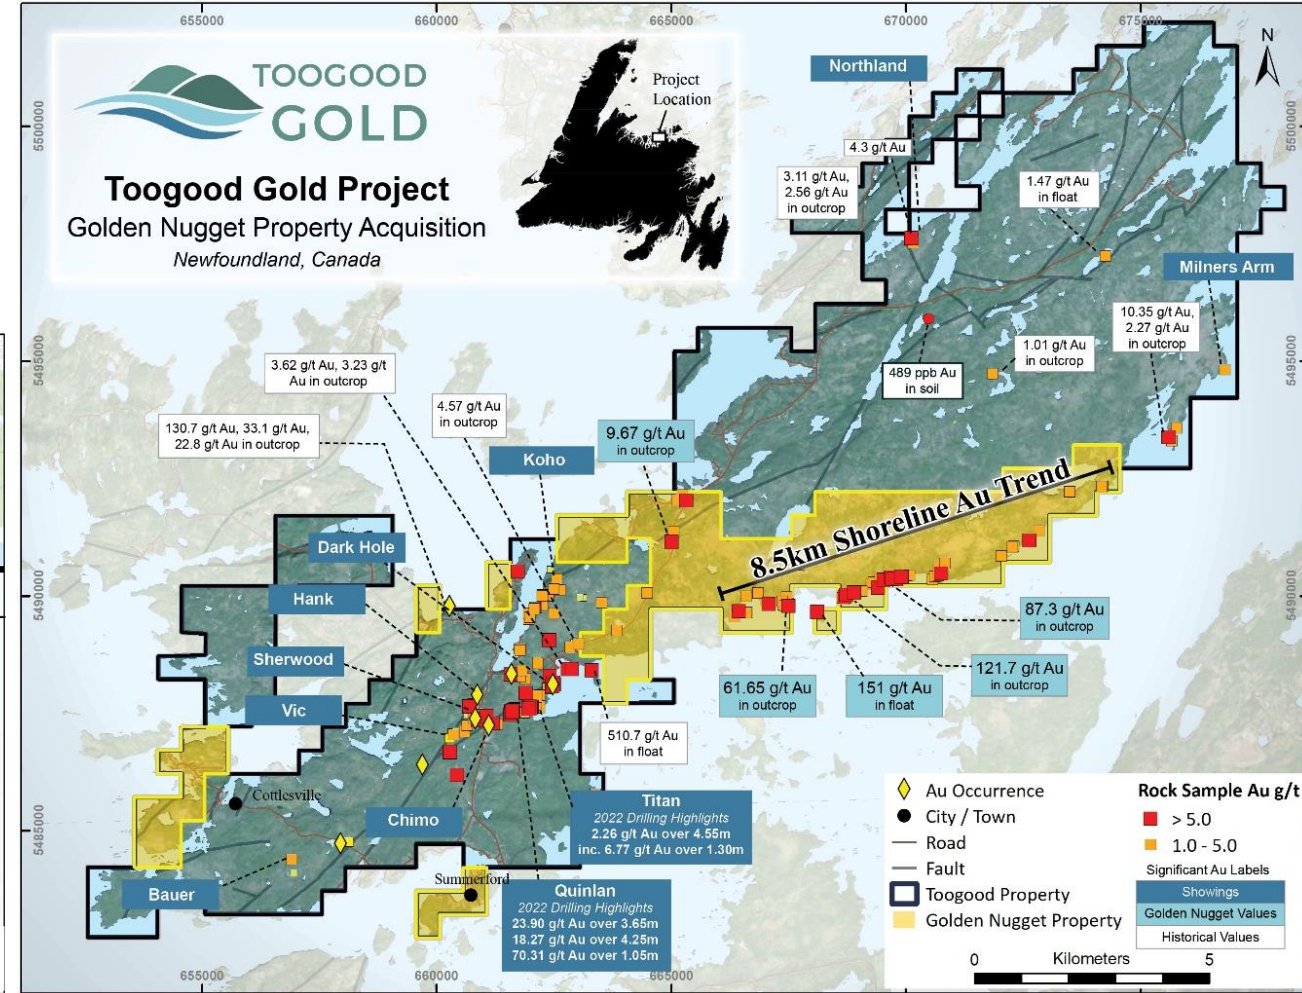 655000
660000
665000
670000
675000
TOOGOOD
GOLD
Toogood Gold Project
Golden Nugget Property Acquisition
Newfoundland, Canada
Project
Location
N
5500000
5500000
5495000
5495000
5490000
5490000
5485000
Northland
4.3 g/t Au
3.11 g/t Au,
2.56 g/t Au
in outcrop
1.47 g/t Au
in float
Milners Arm
10.35 g/t Au,
2.27 g/t Au
in outcrop
1.01 g/t Au
in outcrop
489 ppb Au
in soil
3.62 g/t Au, 3.23 g/t
Au in outcrop
4.57 g/t Au
in outcrop
130.7 g/t Au, 33.1 g/t Au,
22.8 g/t Au in outcrop
9.67 g/t Au
in outcrop
Koho
8.5km Shoreline Au Trend
Dark Hole
Hank
Sherwood
Vic
87.3 g/t Au
in outcrop
121.7 g/t Au
in outcrop
61.65 g/t Au
in outcrop
151 g/t Au
in float
510.7 g/t Au
in float
Cottlesville
Chimo
Titan
2022 Drilling Highlights
2.26 g/t Au over 4.55m
inc. 6.77 g/t Au over 1.30m
Bauer
Summerford
Quinlan
2022 Drilling Highlights
23.90 g/t Au over 3.65m
18.27 g/t Au over 4.25m
70.31 g/t Au over 1.05m
Au Occurrence
City / Town
Road
Fault
Toogood Property
Golden Nugget Property
Rock Sample Au g/t
> 5.0
1.0 - 5.0
Significant Au Labels
Showings
Golden Nugget Values
Historical Values
0 Kilometers 5
655000
660000
665000